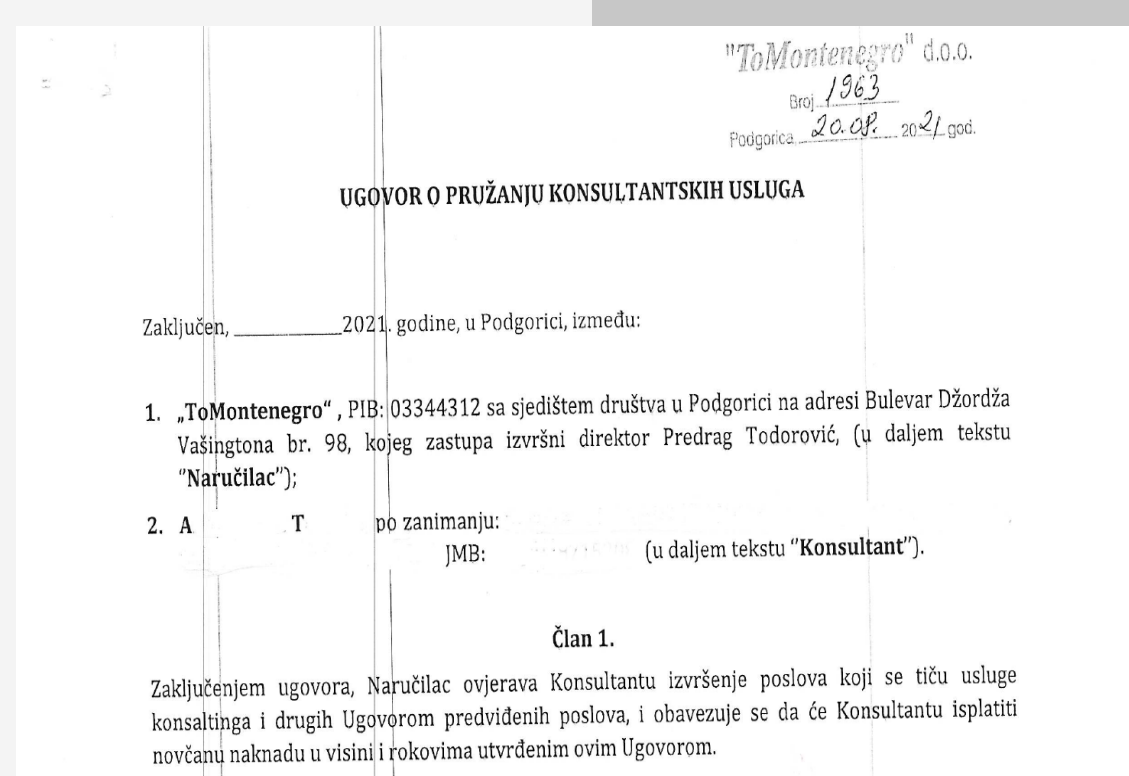 "ToMontenegro" d.o.o.
Broj 1963
Podgorica 20.08. 2021 god.
UGOVOR O PRUŽANJU KONSULTANTSKIH USLUGA
Zaključen, ___________2021. godine, u Podgorici, između:
1. „ToMontenegro“ , PIB: 03344312 sa sjedištem društva u Podgorici na adresi Bulevar Džordža
Vašingtona br. 98, kojeg zastupa izvršni direktor Predrag Todorović, (u daljem tekstu
“Naručilac”);
2. A T po zanimanju:
JMB: (u daljem tekstu “Konsultant”).
Član 1.
Zaključenjem ugovora, Naručilac ovjerava Konsultantu izvršenje poslova koji se tiču usluge
konsaltinga i drugih Ugovorom predviđenih poslova, i obavezuje se da će Konsultantu isplatiti
novčanu naknadu u visini i rokovima utvrđenim ovim Ugovorom.